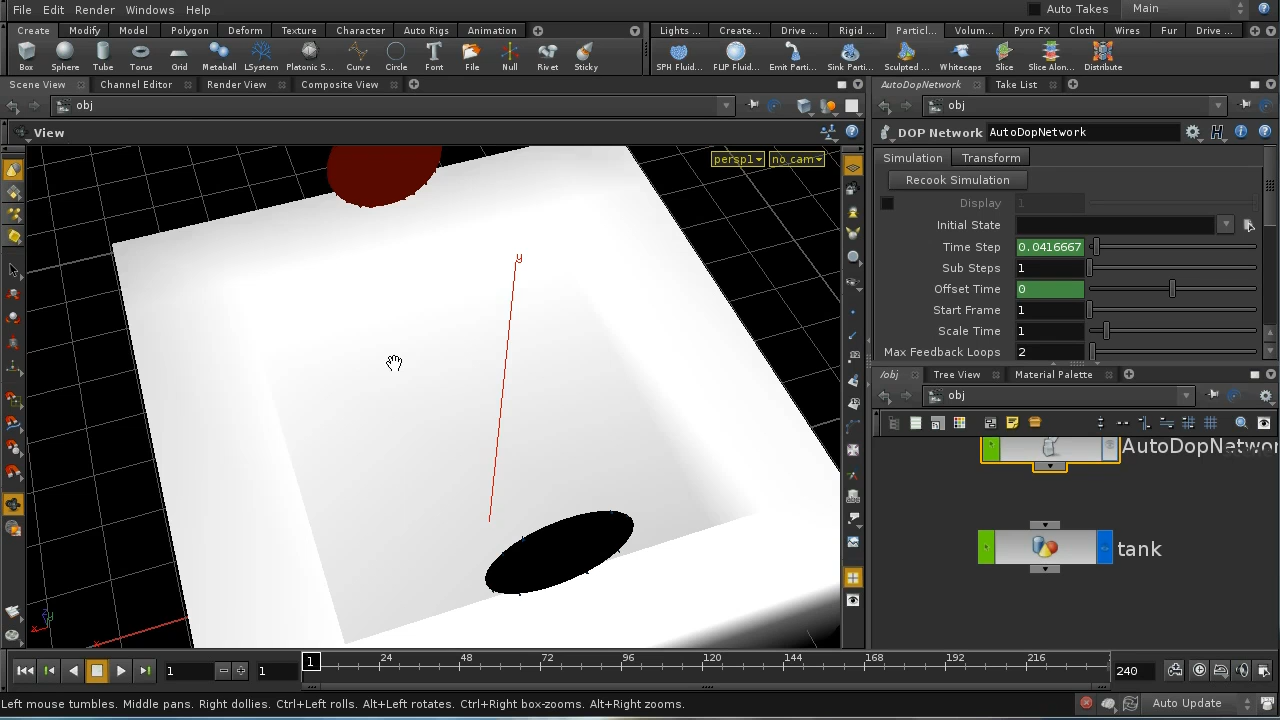 File Edit Render Windows Help Auto Takes Main
Create Modify Model Polygon Deform Texture Character Auto Rigs Animation Lights ... Create... Drive ... Rigid ... Particl... Volum... Pyro FX Cloth Wires Fur Drive ...
Box Sphere Tube Torus Grid Metaball LSystem Platonic S... Curve Circle Font Null Rivet Sticky SPH Fluid... FLIP Fluid... Emit Parti... Sink Parti... Sculpted ... Whitecaps Slice Slice Alon... Distribute
Scene View Channel Editor Render View Composite View AutoDopNetwork Take List
obj obj
View DOP Network AutoDopNetwork
persp1 no_cam
Simulation Transform
Recook Simulation
Display 1
Initial State
Time Step 0.0416667
Sub Steps 1
Offset Time 0
Start Frame 1
Scale Time 1
Max Feedback Loops 2
y
/obj Tree View Material Palette
obj
AutoDopNetwor
tank
x
1 1 1 24 48 72 96 120 144 168 192 216 240
Left mouse tumbles. Middle pans. Right dollies. Ctrl+Left rolls. Alt+Left rotates. Ctrl+Right box-zooms. Alt+Right zooms. Auto Update